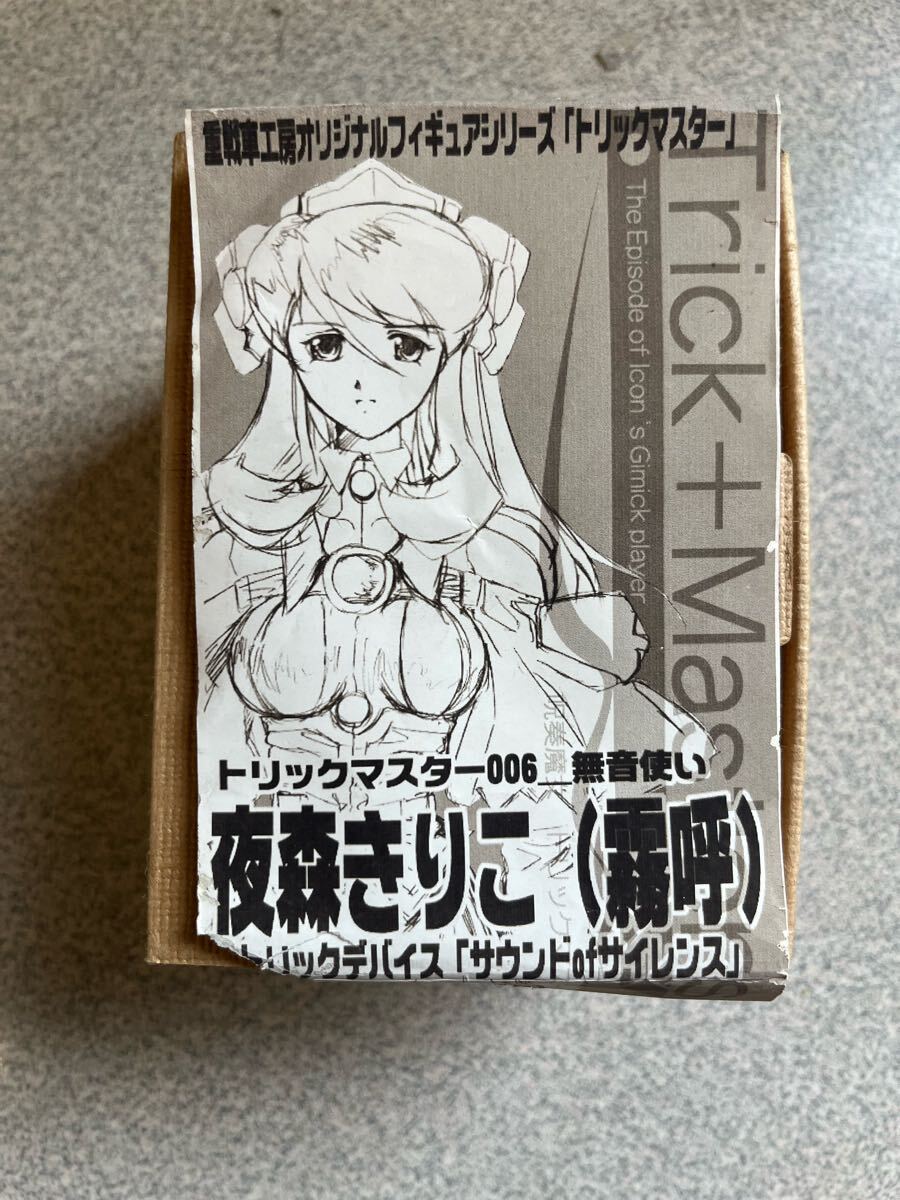 重戦車工房オリジナルフィギュアシリーズ「トリックマスター」
Trick+Mas
The Episode of Icon's Gimick player
トリックマスター006__無音使い
夜森きりこ（霧呼）
トリックデバイス「サウンドofサイレンス」